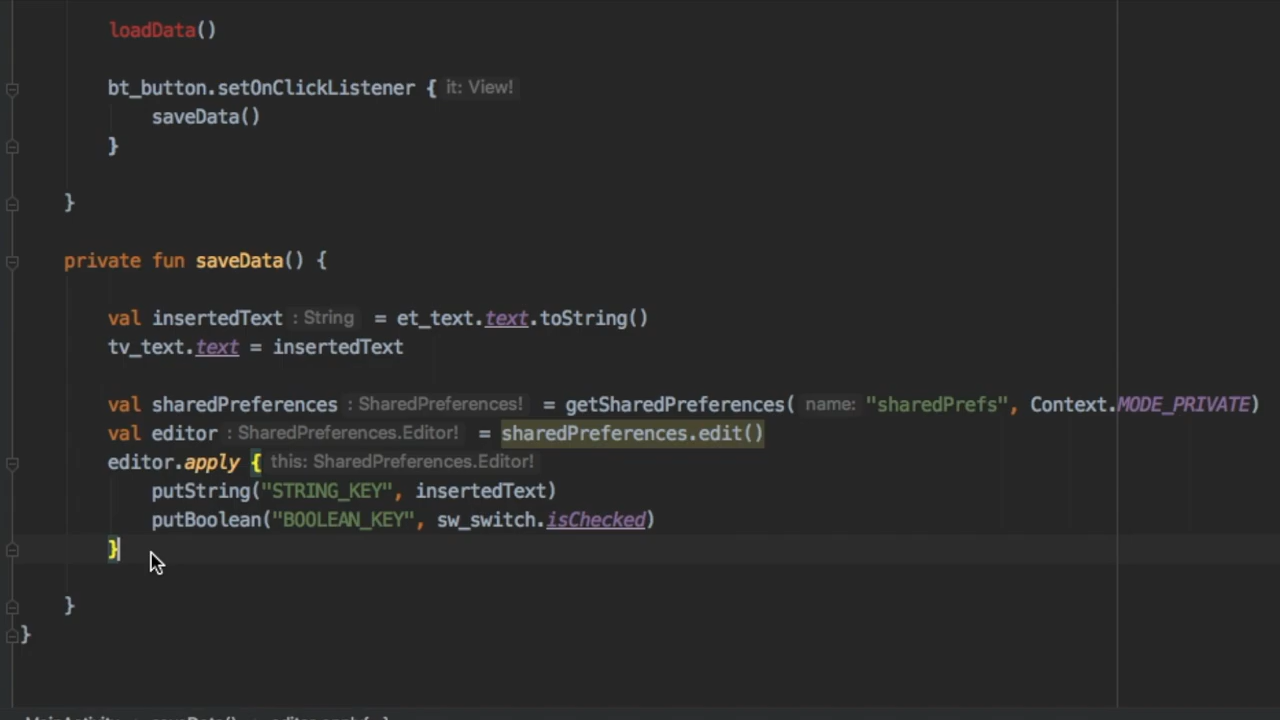 loadData()
bt_button.setOnClickListener { it: View!
saveData()
}
}
private fun saveData() {
val insertedText : String = et_text.text.toString()
tv_text.text = insertedText
val sharedPreferences : SharedPreferences! = getSharedPreferences( name: "sharedPrefs", Context.MODE_PRIVATE)
val editor : SharedPreferences.Editor! = sharedPreferences.edit()
editor.apply { this: SharedPreferences.Editor!
putString("STRING_KEY", insertedText)
putBoolean("BOOLEAN_KEY", sw_switch.isChecked)
}
}
}